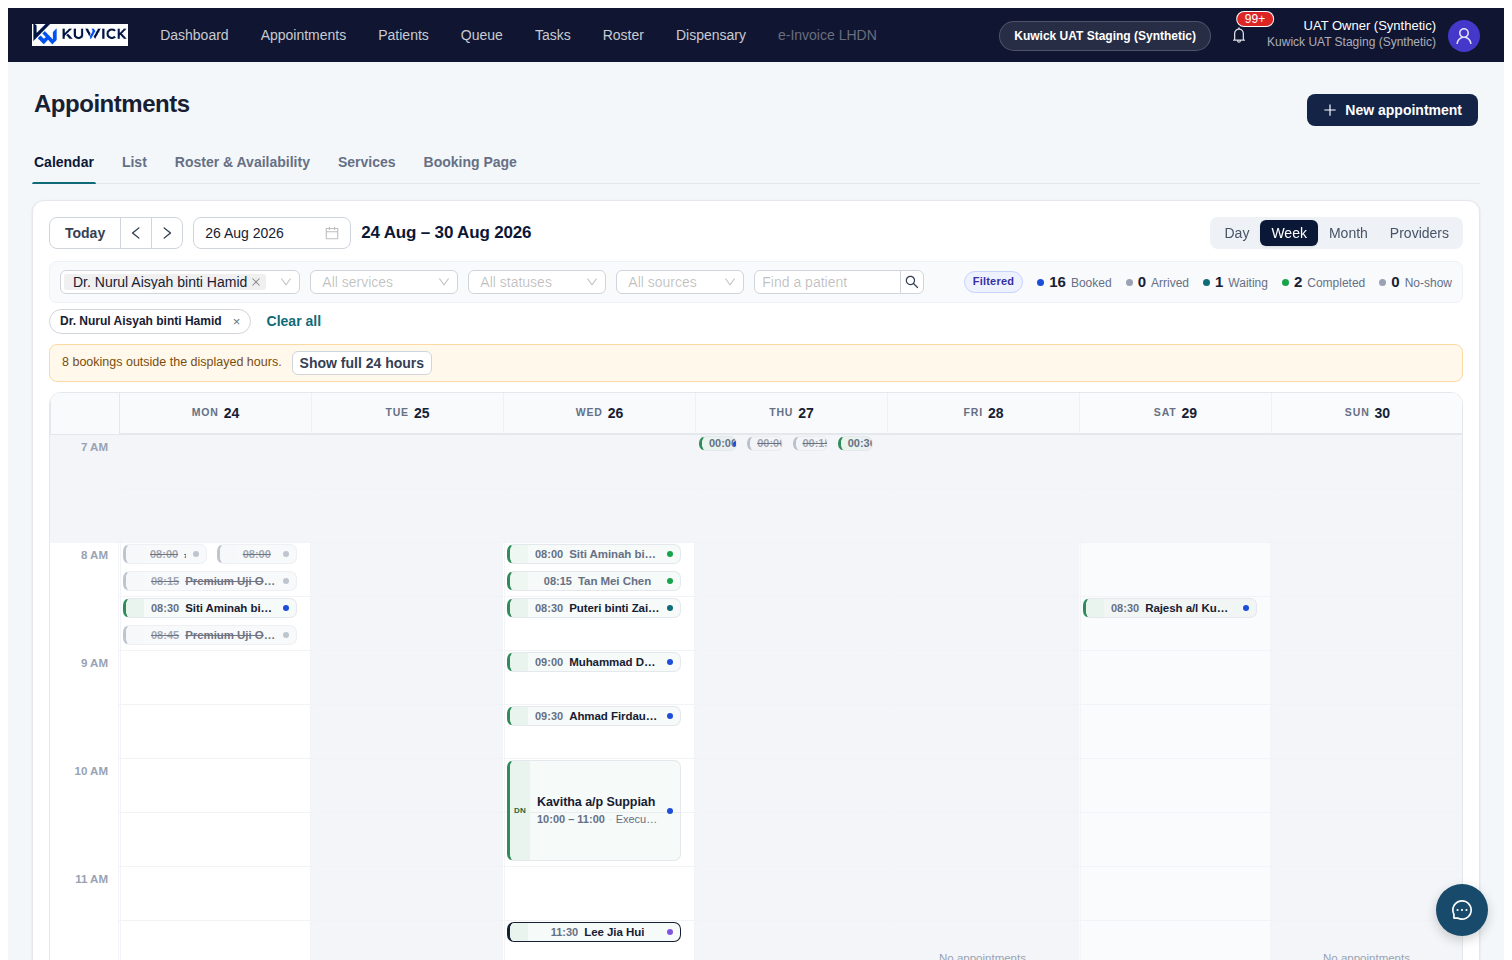 KUWICK
Dashboard
Appointments
Patients
Queue
Tasks
Roster
Dispensary
e-Invoice LHDN
Kuwick UAT Staging (Synthetic)
99+
UAT Owner (Synthetic)
Kuwick UAT Staging (Synthetic)
Appointments
New appointment
Calendar
List
Roster & Availability
Services
Booking Page
Today
26 Aug 2026
24 Aug – 30 Aug 2026
Day
Week
Month
Providers
Dr. Nurul Aisyah binti Hamid
All services
All statuses
All sources
Find a patient
Filtered
16 Booked
0 Arrived
1 Waiting
2 Completed
0 No-show
Dr. Nurul Aisyah binti Hamid ×
Clear all
8 bookings outside the displayed hours.
Show full 24 hours
MON 24
TUE 25
WED 26
THU 27
FRI 28
SAT 29
SUN 30
7 AM
8 AM
08:00
08:00
08:00 Siti Aminah bi…
08:15 Premium Uji O…
08:15 Tan Mei Chen
08:30 Siti Aminah bi…
08:30 Puteri binti Zai…
08:30 Rajesh a/l Ku…
08:45 Premium Uji O…
9 AM
09:00 Muhammad D…
09:30 Ahmad Firdau…
10 AM
DN
Kavitha a/p Suppiah
10:00 – 11:00 · Execu…
11 AM
11:30 Lee Jia Hui
No appointments
No appointments